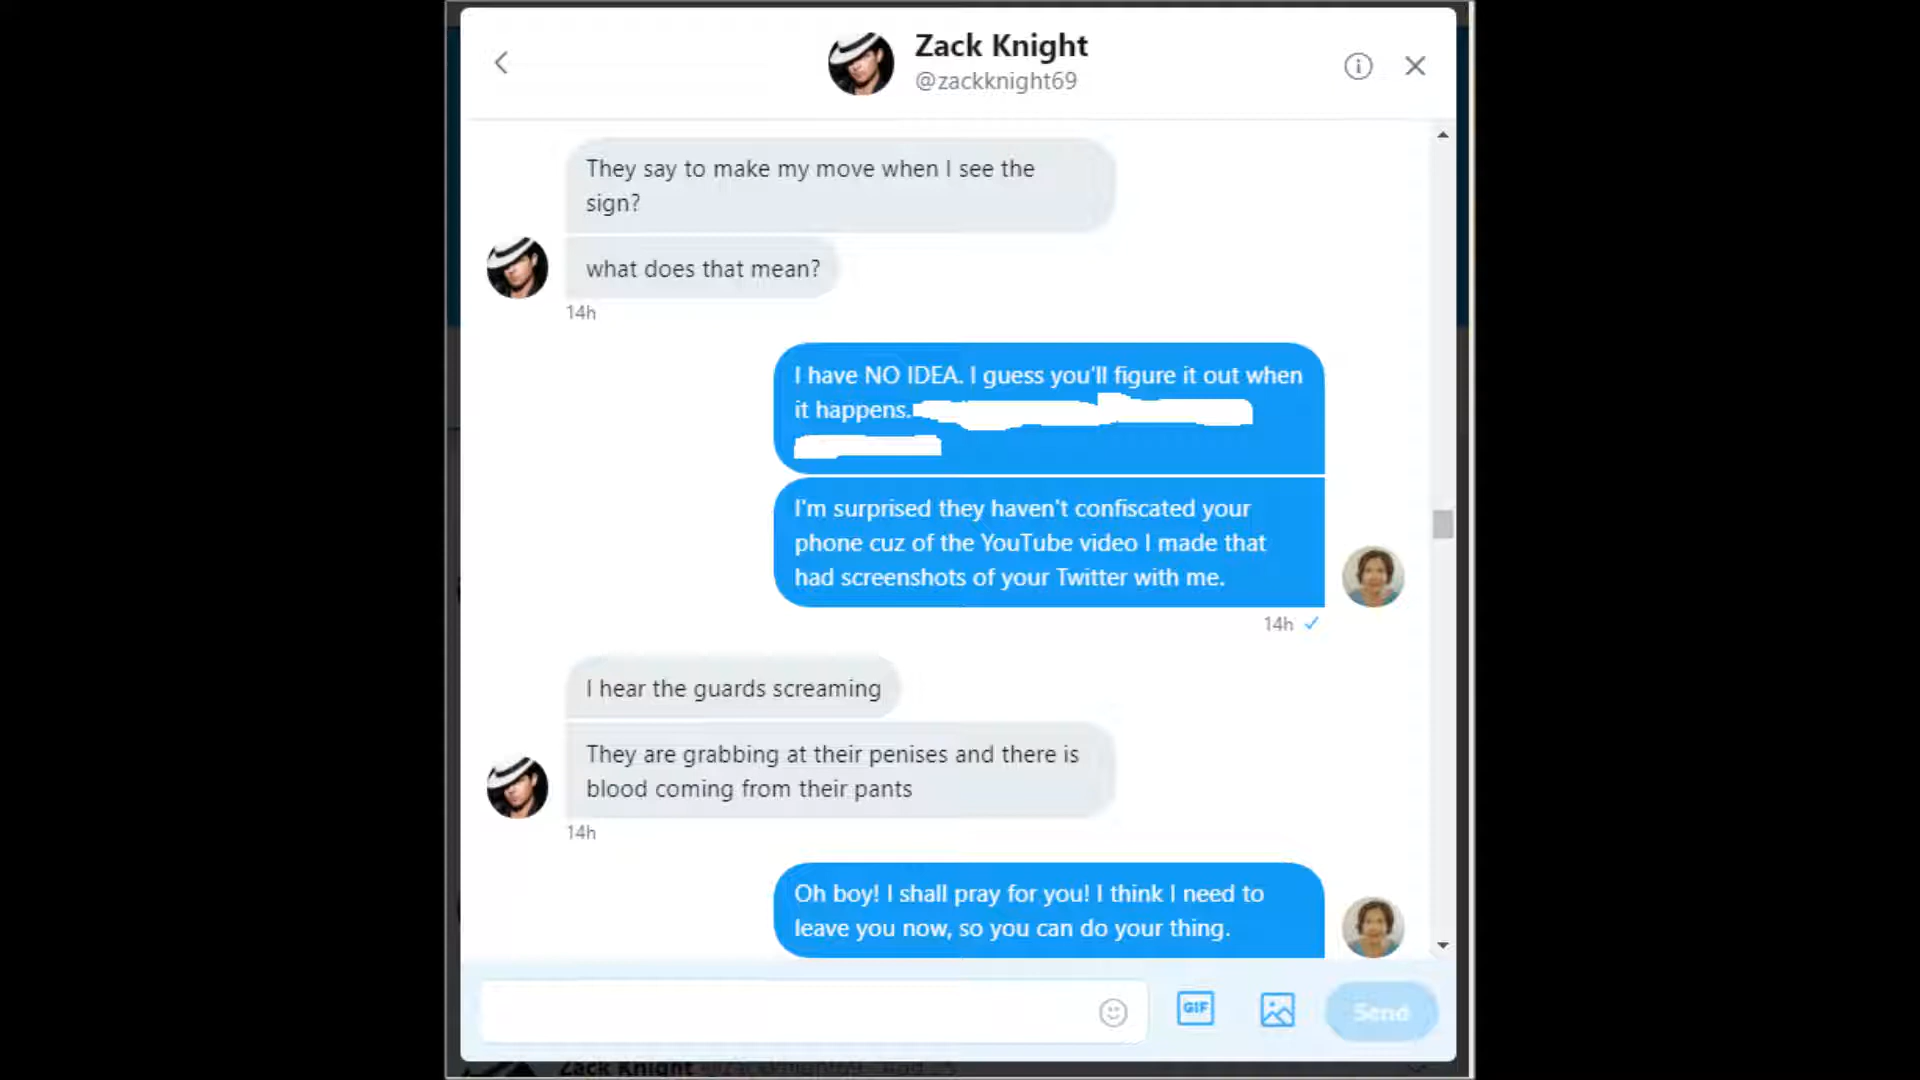 Zack Knight
@zackknight69
They say to make my move when I see the
sign?
what does that mean?
14h
I have NO IDEA. I guess you'll figure it out when
it happens.
I'm surprised they haven't confiscated your
phone cuz of the YouTube video I made that
had screenshots of your Twitter with me.
14h
I hear the guards screaming
They are grabbing at their penises and there is
blood coming from their pants
14h
Oh boy! I shall pray for you! I think I need to
leave you now, so you can do your thing.
GIF
Send
Zack Knight